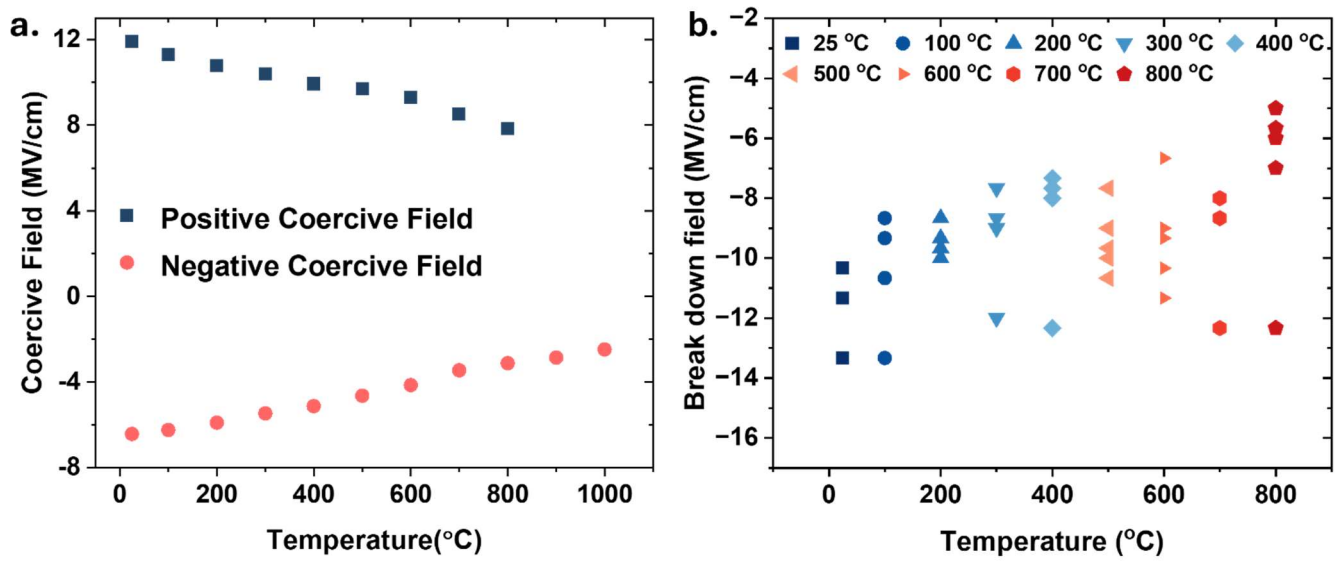 a.
12
8
4
0
−4
-8
Coercive Field (MV/cm)
Positive Coercive Field
Negative Coercive Field
0 200 400 600 800 1000
Temperature(°C)
b.
−2
−4
−6
−8
−10
−12
−14
−16
Break down field (MV/cm)
25 °C 100 °C 200 °C 300 °C 400 °C
500 °C 600 °C 700 °C 800 °C
0 200 400 600 800
Temperature (°C)